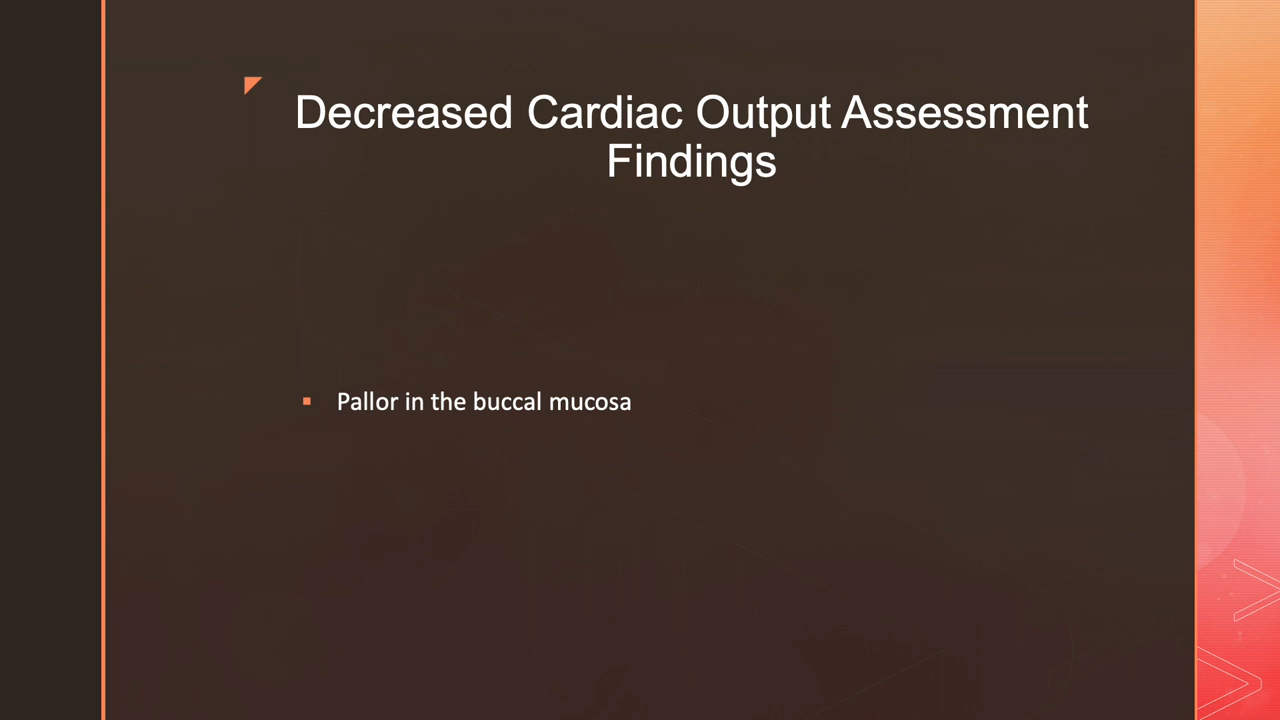 Decreased Cardiac Output Assessment
Findings
Pallor in the buccal mucosa